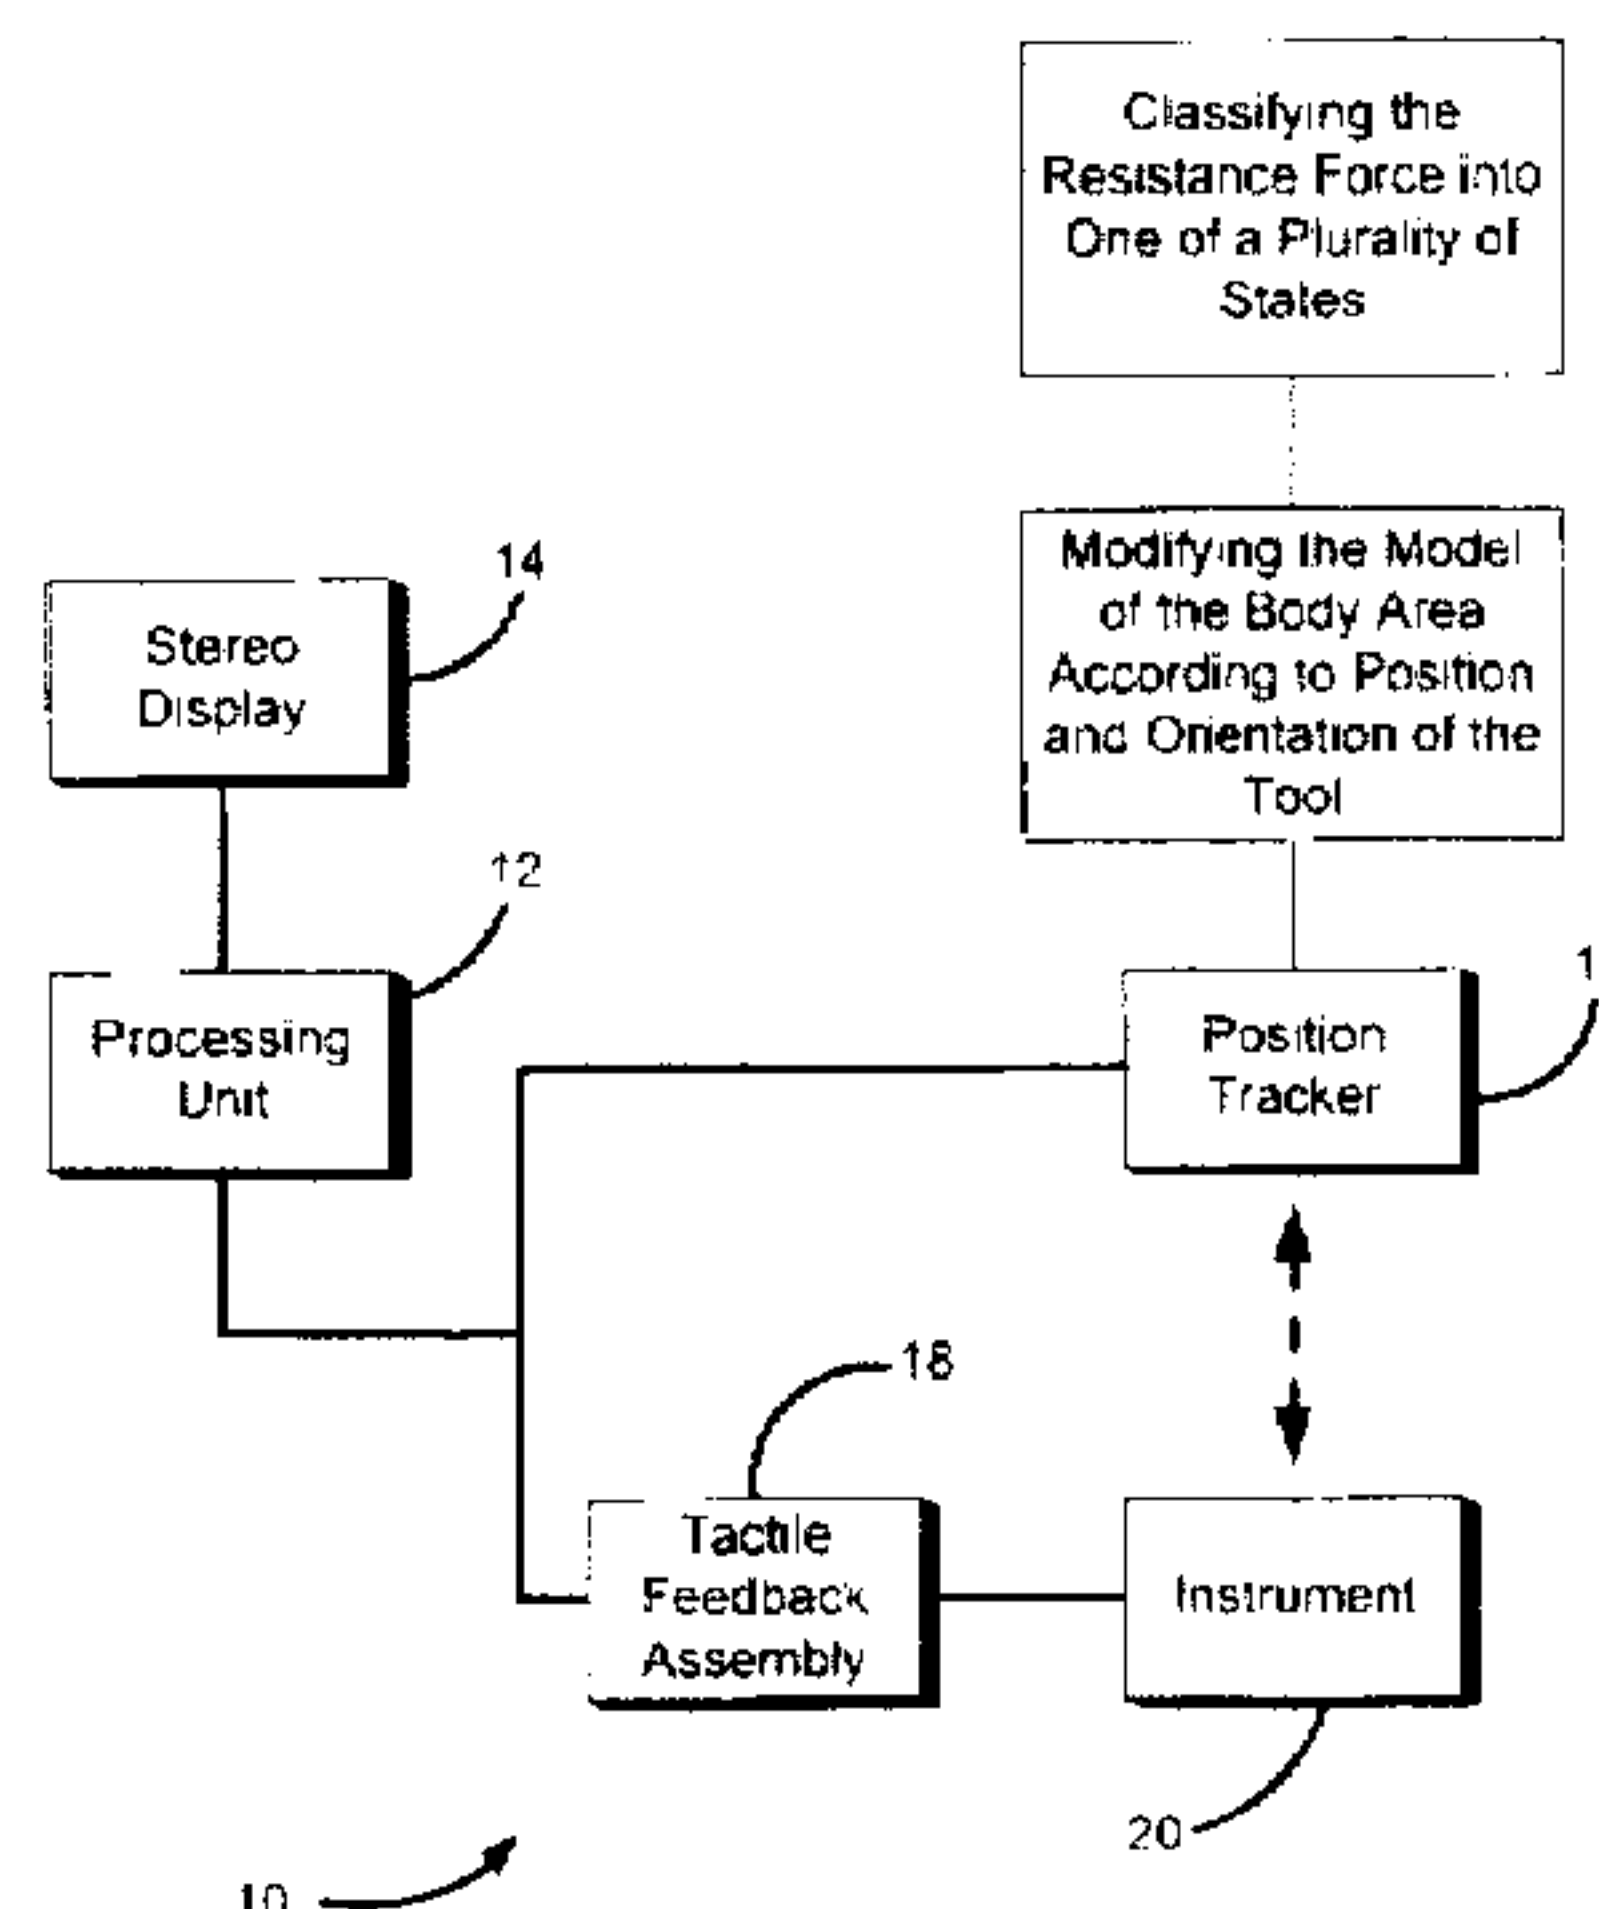 Classifying the
Resistance Force into
One of a Plurality of
States
Modifying the Model
of the Body Area
According to Position
and Orientation of the
Tool
14
Stereo
Display
12
Processing
Unit
1
Position
Tracker
18
Tactile
Feedback
Assembly
Instrument
20
10